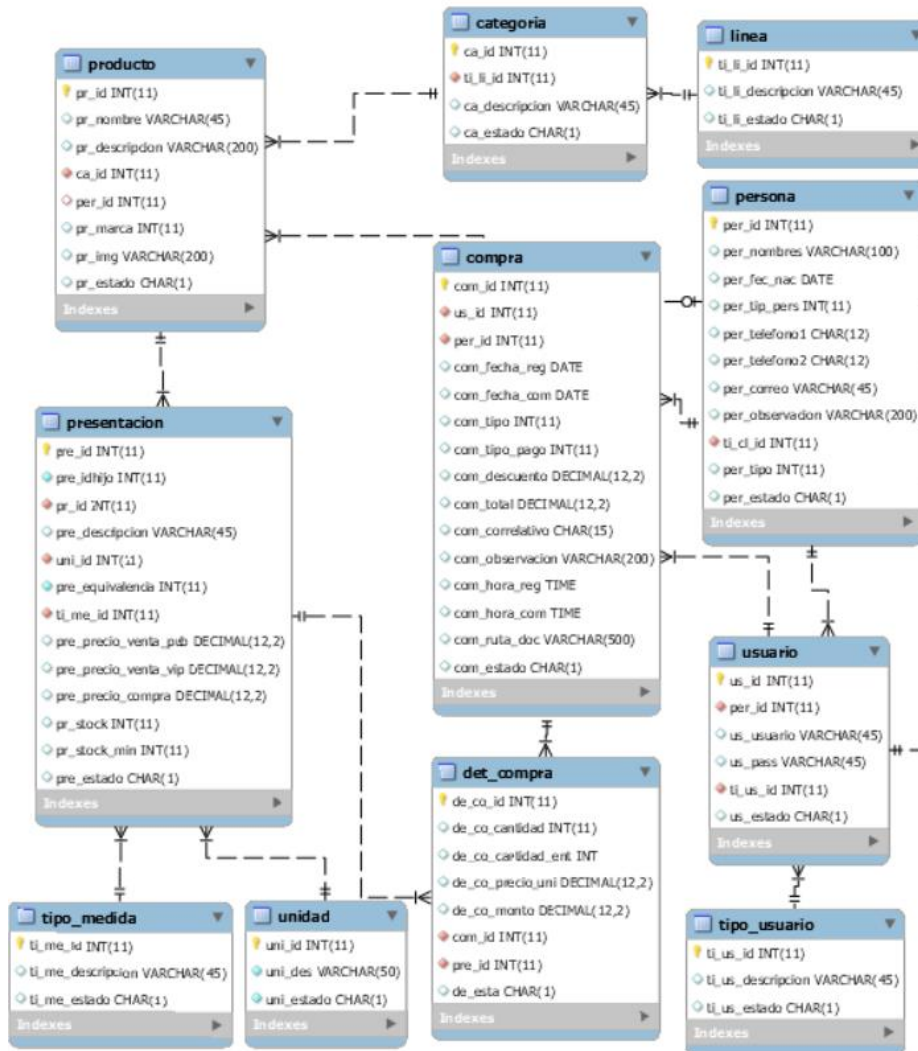 categoria
ca_id INT(11)
ti_li_id INT(11)
ca_descripcion VARCHAR(45)
ca_estado CHAR(1)
Indexes
linea
ti_li_id INT(11)
ti_li_descripcion VARCHAR(45)
ti_li_estado CHAR(1)
Indexes
producto
pr_id INT(11)
pr_nombre VARCHAR(45)
pr_descripcion VARCHAR(200)
ca_id INT(11)
per_id INT(11)
pr_marca INT(11)
pr_img VARCHAR(200)
pr_estado CHAR(1)
Indexes
persona
per_id INT(11)
per_nombres VARCHAR(100)
per_fec_nac DATE
per_tip_pers INT(11)
per_telefono1 CHAR(12)
per_telefono2 CHAR(12)
per_correo VARCHAR(45)
per_observacion VARCHAR(200)
ti_cl_id INT(11)
per_tipo INT(11)
per_estado CHAR(1)
Indexes
compra
com_id INT(11)
us_id INT(11)
per_id INT(11)
com_fecha_reg DATE
com_fecha_com DATE
com_tipo INT(11)
com_tipo_pago INT(11)
com_descuento DECIMAL(12,2)
com_total DECIMAL(12,2)
com_correlativo CHAR(15)
com_observacion VARCHAR(200)
com_hora_reg TIME
com_hora_com TIME
com_ruta_doc VARCHAR(500)
com_estado CHAR(1)
Indexes
presentacion
pre_id INT(11)
pre_idhijo INT(11)
pr_id INT(11)
pre_descripcion VARCHAR(45)
uni_id INT(11)
pre_equivalencia INT(11)
ti_me_id INT(11)
pre_precio_venta_pub DECIMAL(12,2)
pre_precio_venta_vip DECIMAL(12,2)
pre_precio_compra DECIMAL(12,2)
pr_stock INT(11)
pr_stock_min INT(11)
pre_estado CHAR(1)
Indexes
usuario
us_id INT(11)
per_id INT(11)
us_usuario VARCHAR(45)
us_pass VARCHAR(45)
ti_us_id INT(11)
us_estado CHAR(1)
Indexes
det_compra
de_co_id INT(11)
de_co_cantidad INT(11)
de_co_cantidad_ent INT
de_co_precio_uni DECIMAL(12,2)
de_co_monto DECIMAL(12,2)
com_id INT(11)
pre_id INT(11)
de_esta CHAR(1)
Indexes
tipo_medida
ti_me_id INT(11)
ti_me_descripcion VARCHAR(45)
ti_me_estado CHAR(1)
Indexes
unidad
uni_id INT(11)
uni_des VARCHAR(50)
uni_estado CHAR(1)
Indexes
tipo_usuario
ti_us_id INT(11)
ti_us_descripcion VARCHAR(45)
ti_us_estado CHAR(1)
Indexes